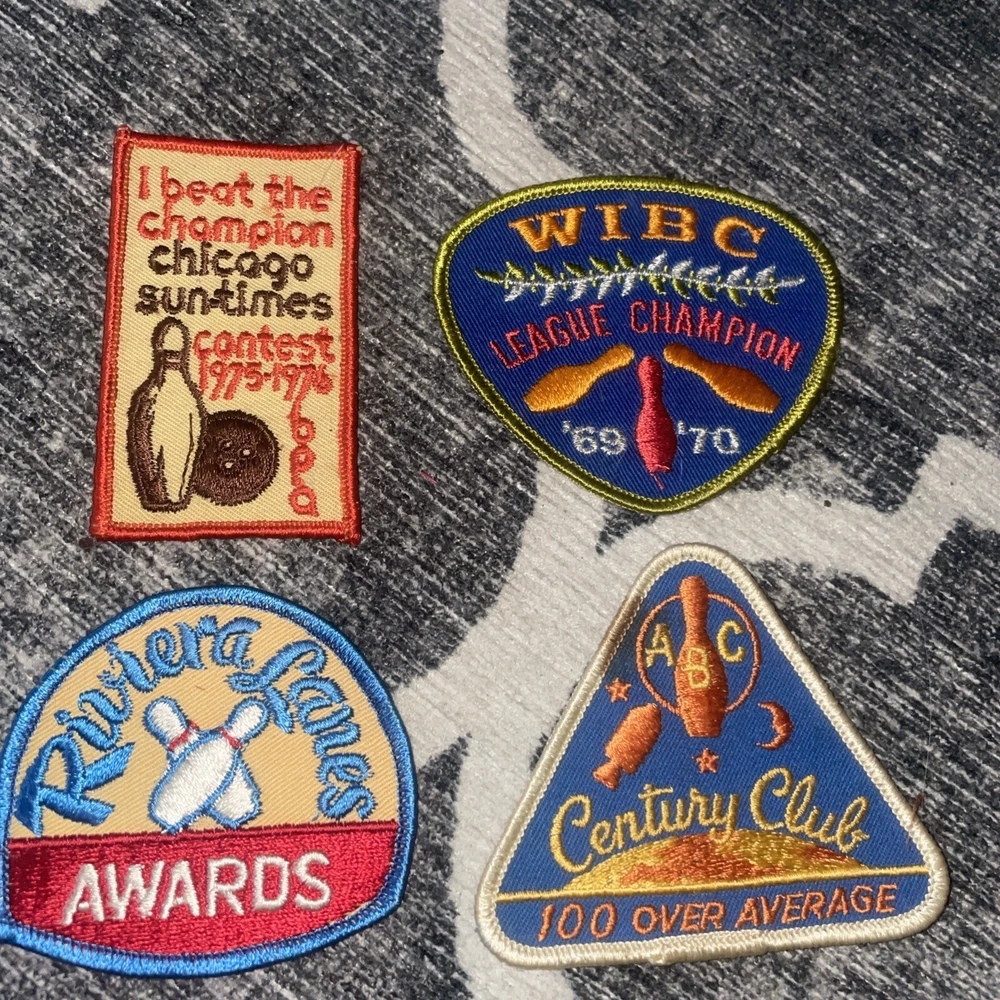 I beat the
champion
chicago
sun-times
contest
1975-1976
bpa
WIBC
LEAGUE CHAMPION
'69 '70
Riviera Lanes
AWARDS
ABC
Century Club
100 OVER AVERAGE